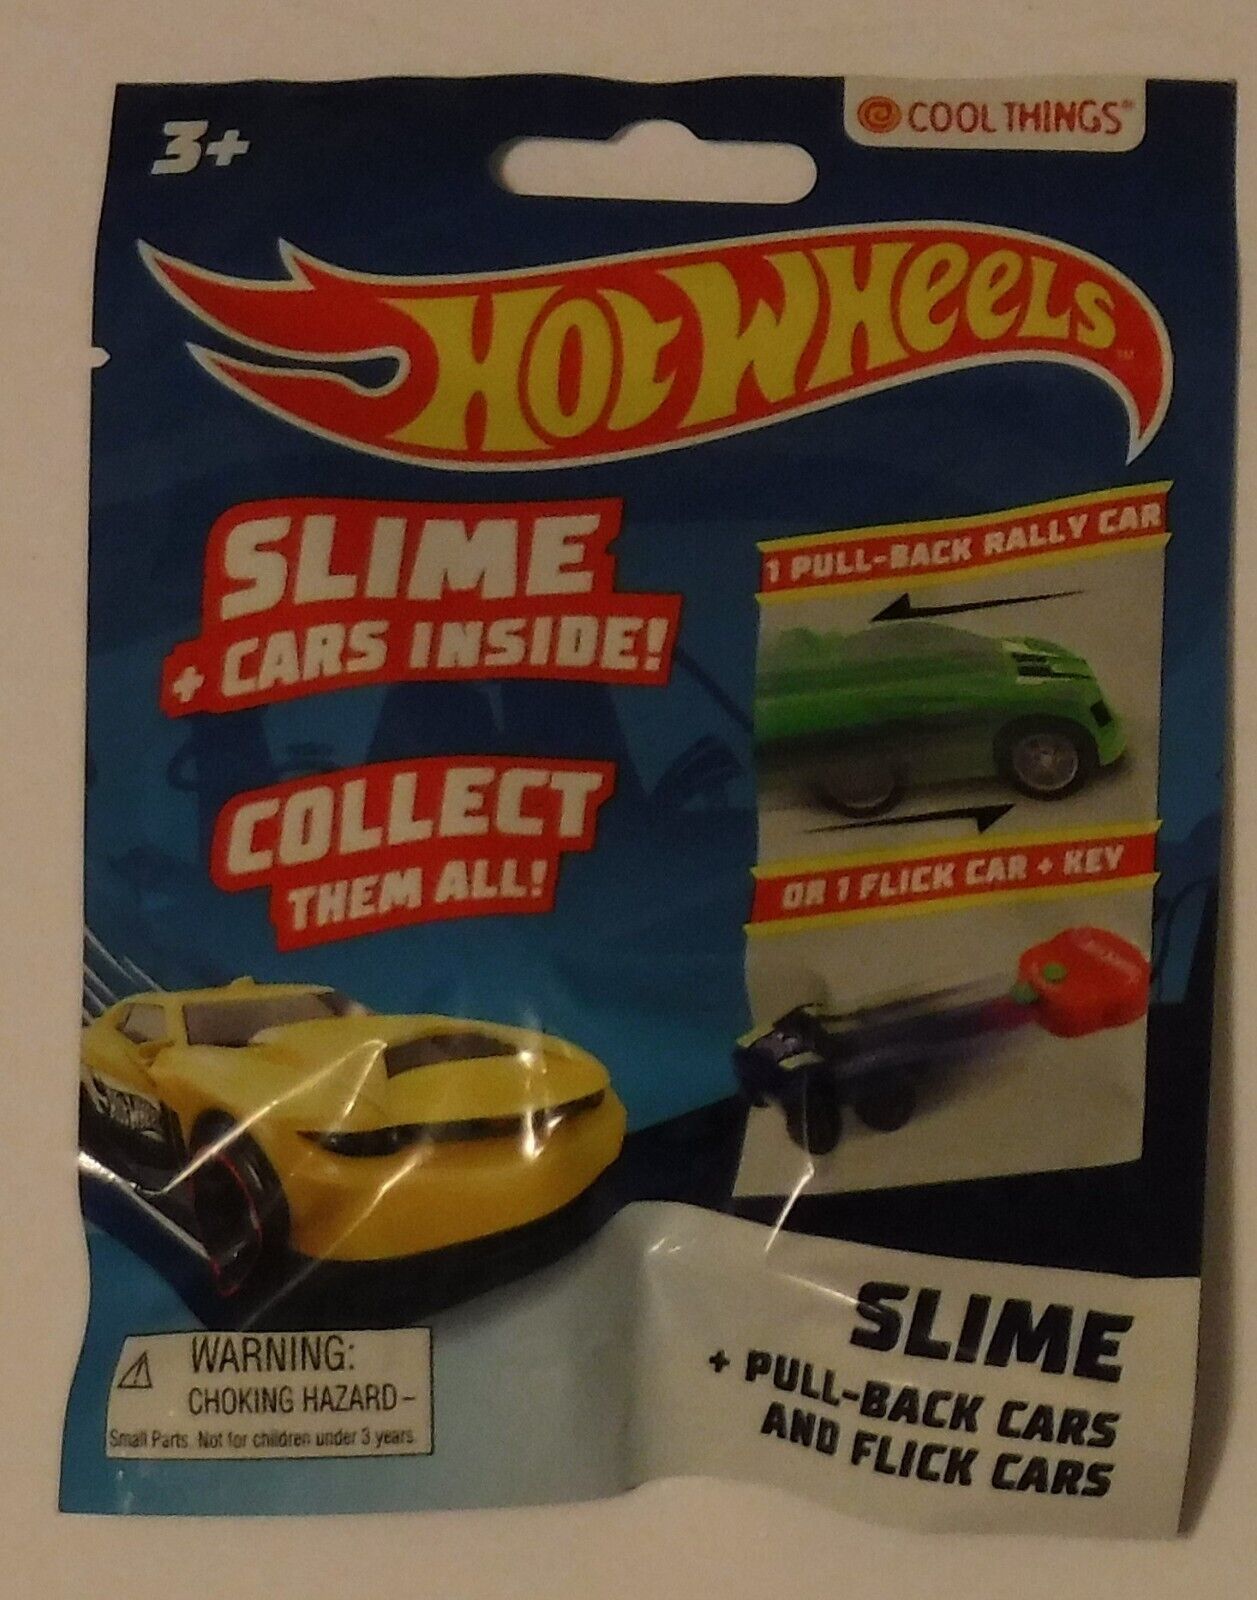 3+
COOL THINGS®
HOT WHEELS™
SLIME
+ CARS INSIDE!
COLLECT
THEM ALL!
1 PULL-BACK RALLY CAR
OR 1 FLICK CAR + KEY
SLIME
+ PULL-BACK CARS
AND FLICK CARS
WARNING:
CHOKING HAZARD –
Small Parts. Not for children under 3 years.